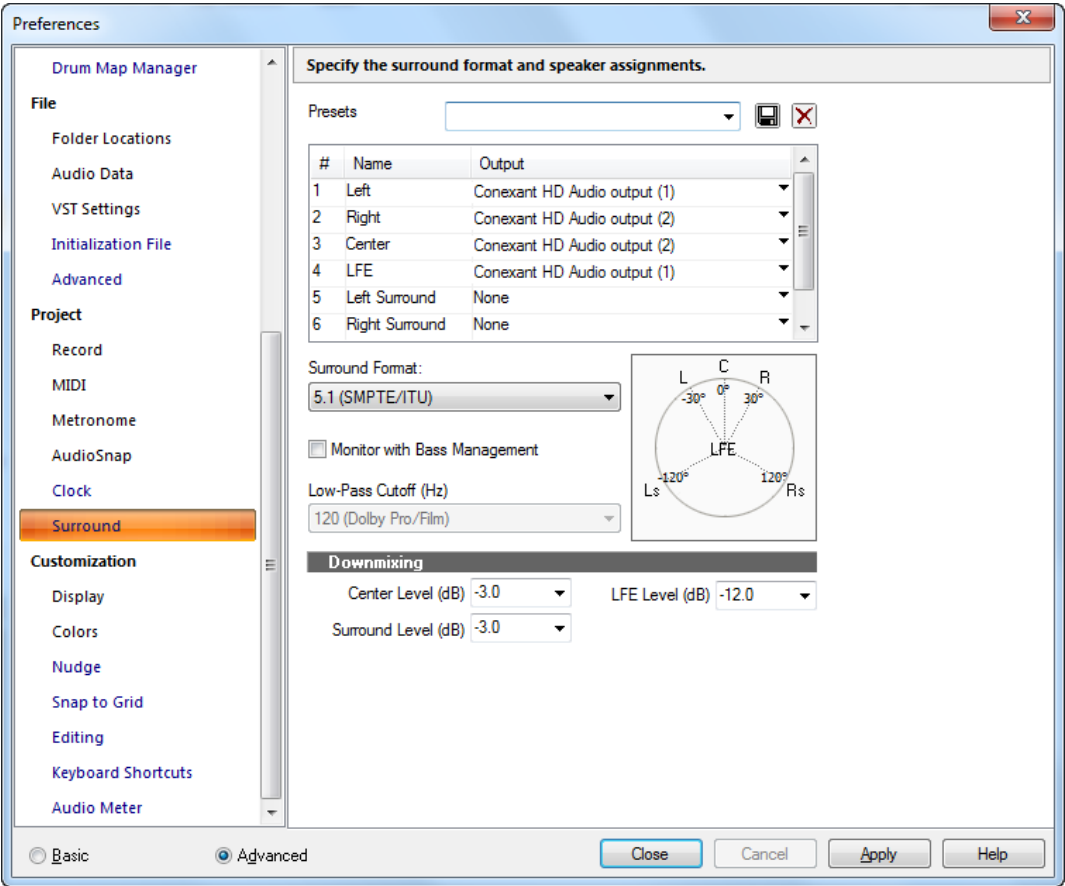 Preferences
Drum Map Manager
File
Folder Locations
Audio Data
VST Settings
Initialization File
Advanced
Project
Record
MIDI
Metronome
AudioSnap
Clock
Surround
Customization
Display
Colors
Nudge
Snap to Grid
Editing
Keyboard Shortcuts
Audio Meter
Basic
Advanced
Specify the surround format and speaker assignments.
Presets
# Name Output
1 Left Conexant HD Audio output (1)
2 Right Conexant HD Audio output (2)
3 Center Conexant HD Audio output (2)
4 LFE Conexant HD Audio output (1)
5 Left Surround None
6 Right Surround None
Surround Format:
5.1 (SMPTE/ITU)
Monitor with Bass Management
Low-Pass Cutoff (Hz)
120 (Dolby Pro/Film)
L C R
-30° 0° 30°
LFE
-120° 120°
Ls Rs
Downmixing
Center Level (dB) -3.0 LFE Level (dB) -12.0
Surround Level (dB) -3.0
Close Cancel Apply Help